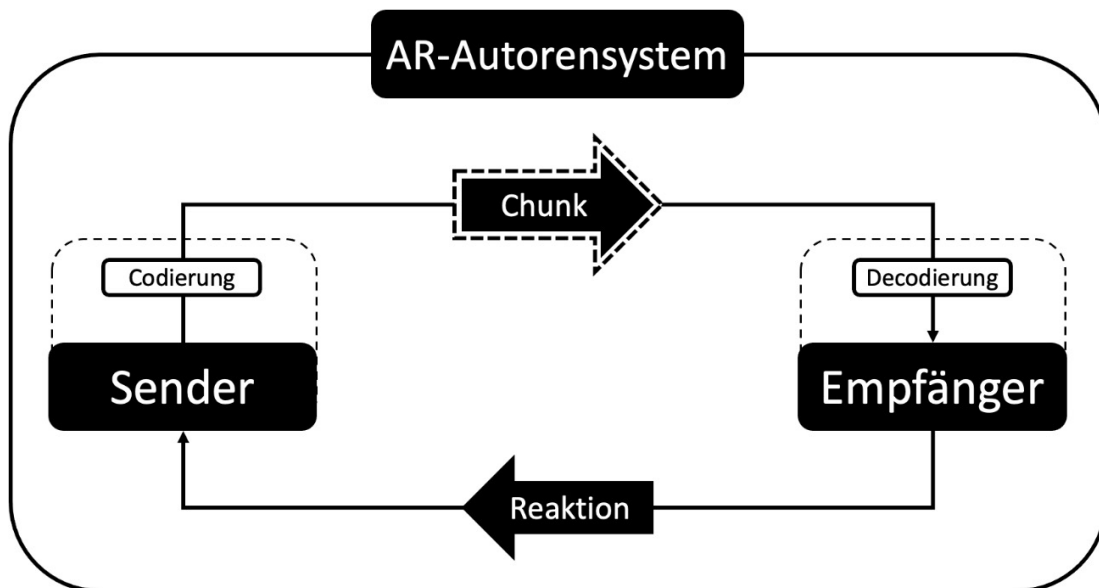 AR-Autorensystem
Chunk
Codierung
Decodierung
Sender
Empfänger
Reaktion